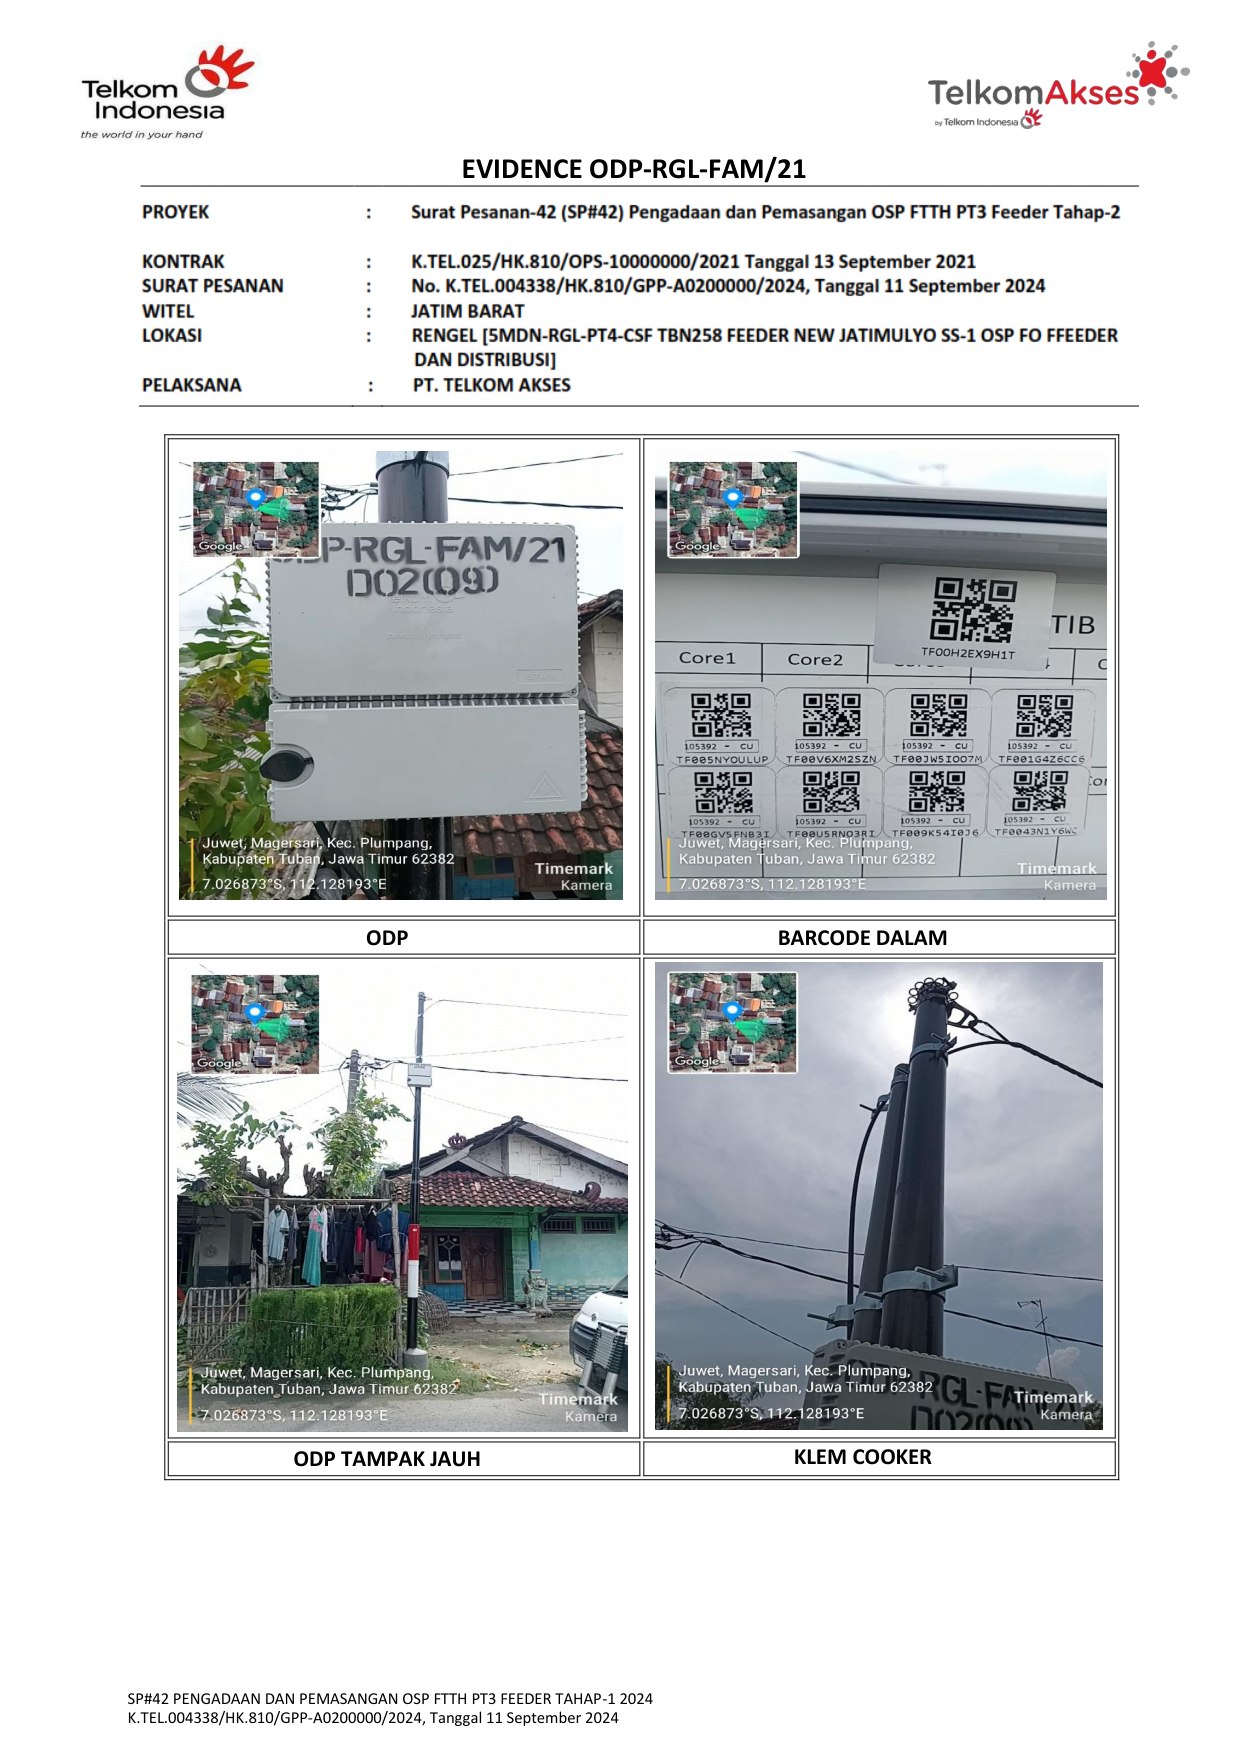 Telkom
Indonesia
the world in your hand
TelkomAkses
by Telkom Indonesia
EVIDENCE ODP-RGL-FAM/21
PROYEK : Surat Pesanan-42 (SP#42) Pengadaan dan Pemasangan OSP FTTH PT3 Feeder Tahap-2
KONTRAK : K.TEL.025/HK.810/OPS-10000000/2021 Tanggal 13 September 2021
SURAT PESANAN : No. K.TEL.004338/HK.810/GPP-A0200000/2024, Tanggal 11 September 2024
WITEL : JATIM BARAT
LOKASI : RENGEL [5MDN-RGL-PT4-CSF TBN258 FEEDER NEW JATIMULYO SS-1 OSP FO FFEEDER
DAN DISTRIBUSI]
PELAKSANA : PT. TELKOM AKSES
Google
P-RGL-FAM/21
D02(09)
Indonesia
Juwet, Magersari, Kec. Plumpang,
Kabupaten Tuban, Jawa Timur 62382
7.026873°S, 112.128193°E
Timemark
Kamera
Google
TF00H2EX9H1T
TIB
Core1 Core2
105392 - CU 105392 - CU 105392 - CU 105392 - CU
TF005NYOULUP TF00V6XM2SZN TF00JW5IOO7M TF001G4Z6CC6
105392 - CU 105392 - CU 105392 - CU 105392 - CU
TF00GV5FNB3I TF00U5RNO3RI TF009K54I0J6 TF0043N1Y6WC
Juwet, Magersari, Kec. Plumpang,
Kabupaten Tuban, Jawa Timur 62382
7.026873°S, 112.128193°E
Timemark
Kamera
ODP
BARCODE DALAM
Google
Juwet, Magersari, Kec. Plumpang,
Kabupaten Tuban, Jawa Timur 62382
7.026873°S, 112.128193°E
Timemark
Kamera
Google
RGL-FA
D02(09)
Juwet, Magersari, Kec. Plumpang,
Kabupaten Tuban, Jawa Timur 62382
7.026873°S, 112.128193°E
Timemark
Kamera
ODP TAMPAK JAUH
KLEM COOKER
SP#42 PENGADAAN DAN PEMASANGAN OSP FTTH PT3 FEEDER TAHAP-1 2024
K.TEL.004338/HK.810/GPP-A0200000/2024, Tanggal 11 September 2024